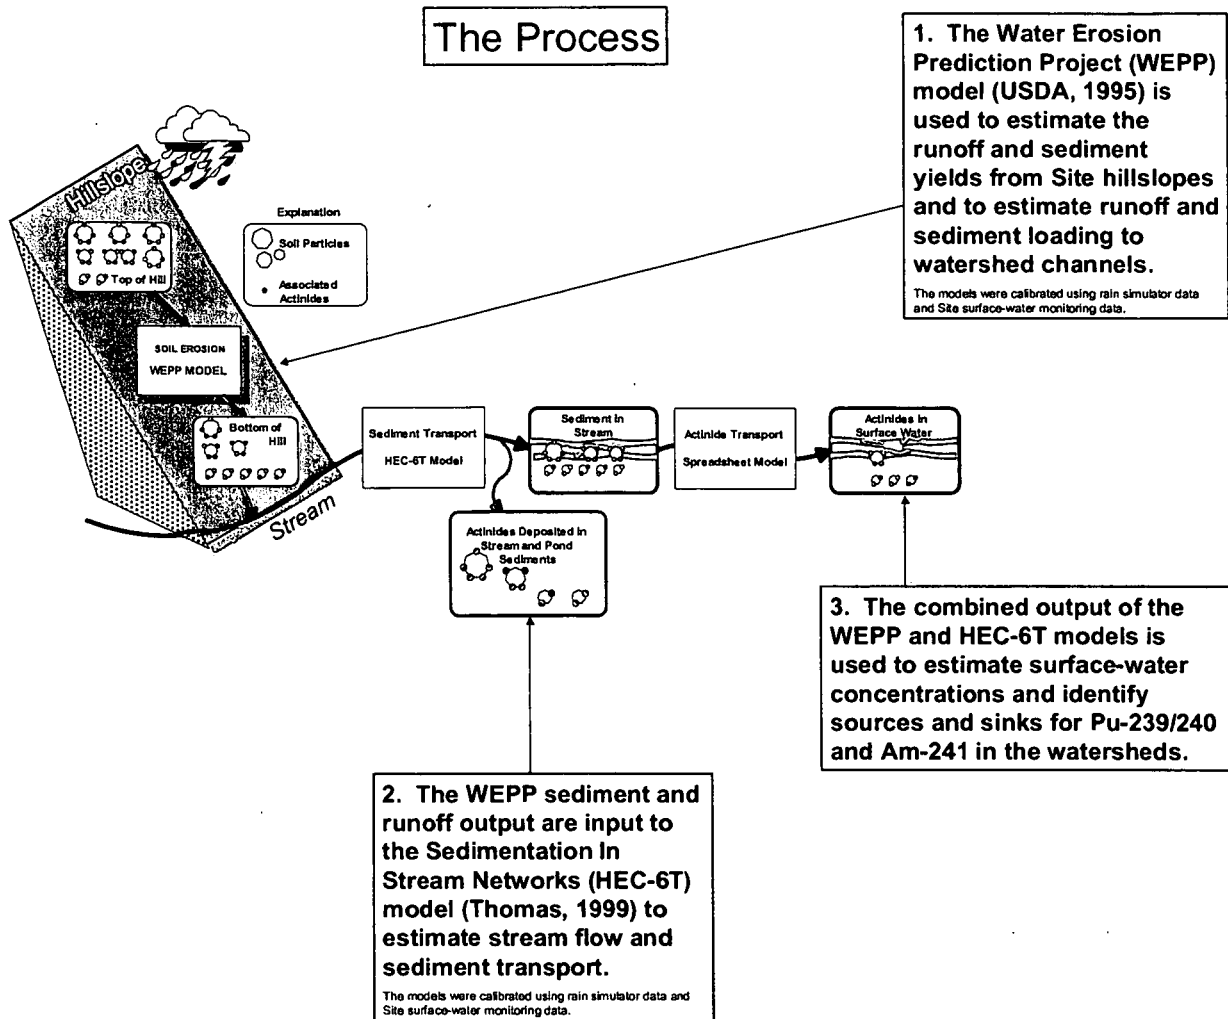 The Process
1. The Water Erosion
Prediction Project (WEPP)
model (USDA, 1995) is
used to estimate the
runoff and sediment
yields from Site hillslopes
and to estimate runoff and
sediment loading to
watershed channels.
The models were calibrated using rain simulator data
and Site surface-water monitoring data.
Hillslope
Explanation
Soil Particles
Associated
Actinides
Top of Hill
SOIL EROSION
WEPP MODEL
Bottom of
Hill
Stream
Sediment Transport
HEC-6T Model
Sediment In
Stream
Actinide Transport
Spreadsheet Model
Actinides In
Surface Water
Actinides Deposited In
Stream and Pond
Sediments
2. The WEPP sediment and
runoff output are input to
the Sedimentation In
Stream Networks (HEC-6T)
model (Thomas, 1999) to
estimate stream flow and
sediment transport.
The models were calibrated using rain simulator data and
Site surface-water monitoring data.
3. The combined output of the
WEPP and HEC-6T models is
used to estimate surface-water
concentrations and identify
sources and sinks for Pu-239/240
and Am-241 in the watersheds.